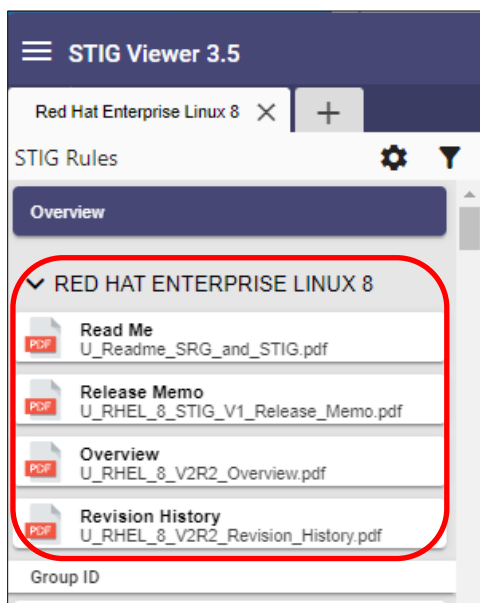 STIG Viewer 3.5
Red Hat Enterprise Linux 8
STIG Rules
Overview
RED HAT ENTERPRISE LINUX 8
PDF
Read Me
U_Readme_SRG_and_STIG.pdf
PDF
Release Memo
U_RHEL_8_STIG_V1_Release_Memo.pdf
PDF
Overview
U_RHEL_8_V2R2_Overview.pdf
PDF
Revision History
U_RHEL_8_V2R2_Revision_History.pdf
Group ID